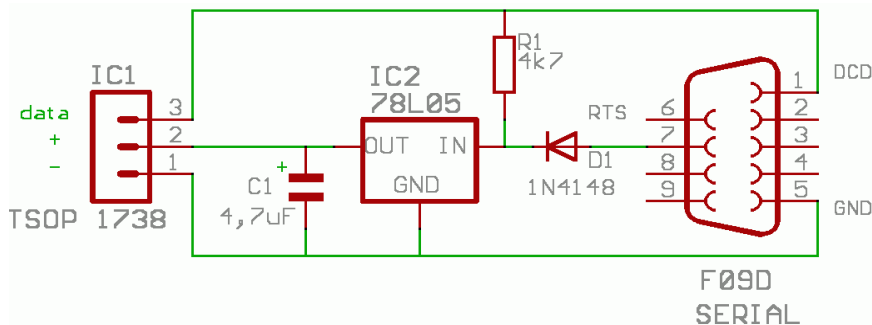 IC1
data
+
-
3
2
1
TSOP 1738
C1
4,7uF
+
IC2
78L05
OUT
IN
GND
R1
4k7
D1
1N4148
RTS
6
7
8
9
1
2
3
4
5
DCD
GND
F09D
SERIAL